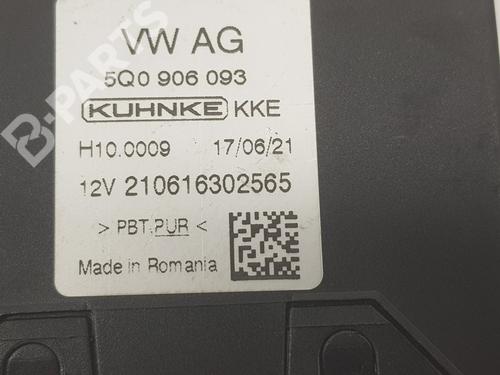 VW AG
5Q0 906 093
KUHNKE KKE
H10.0009 17/06/21
12V 210616302565
> PBT.PUR <
Made in Romania